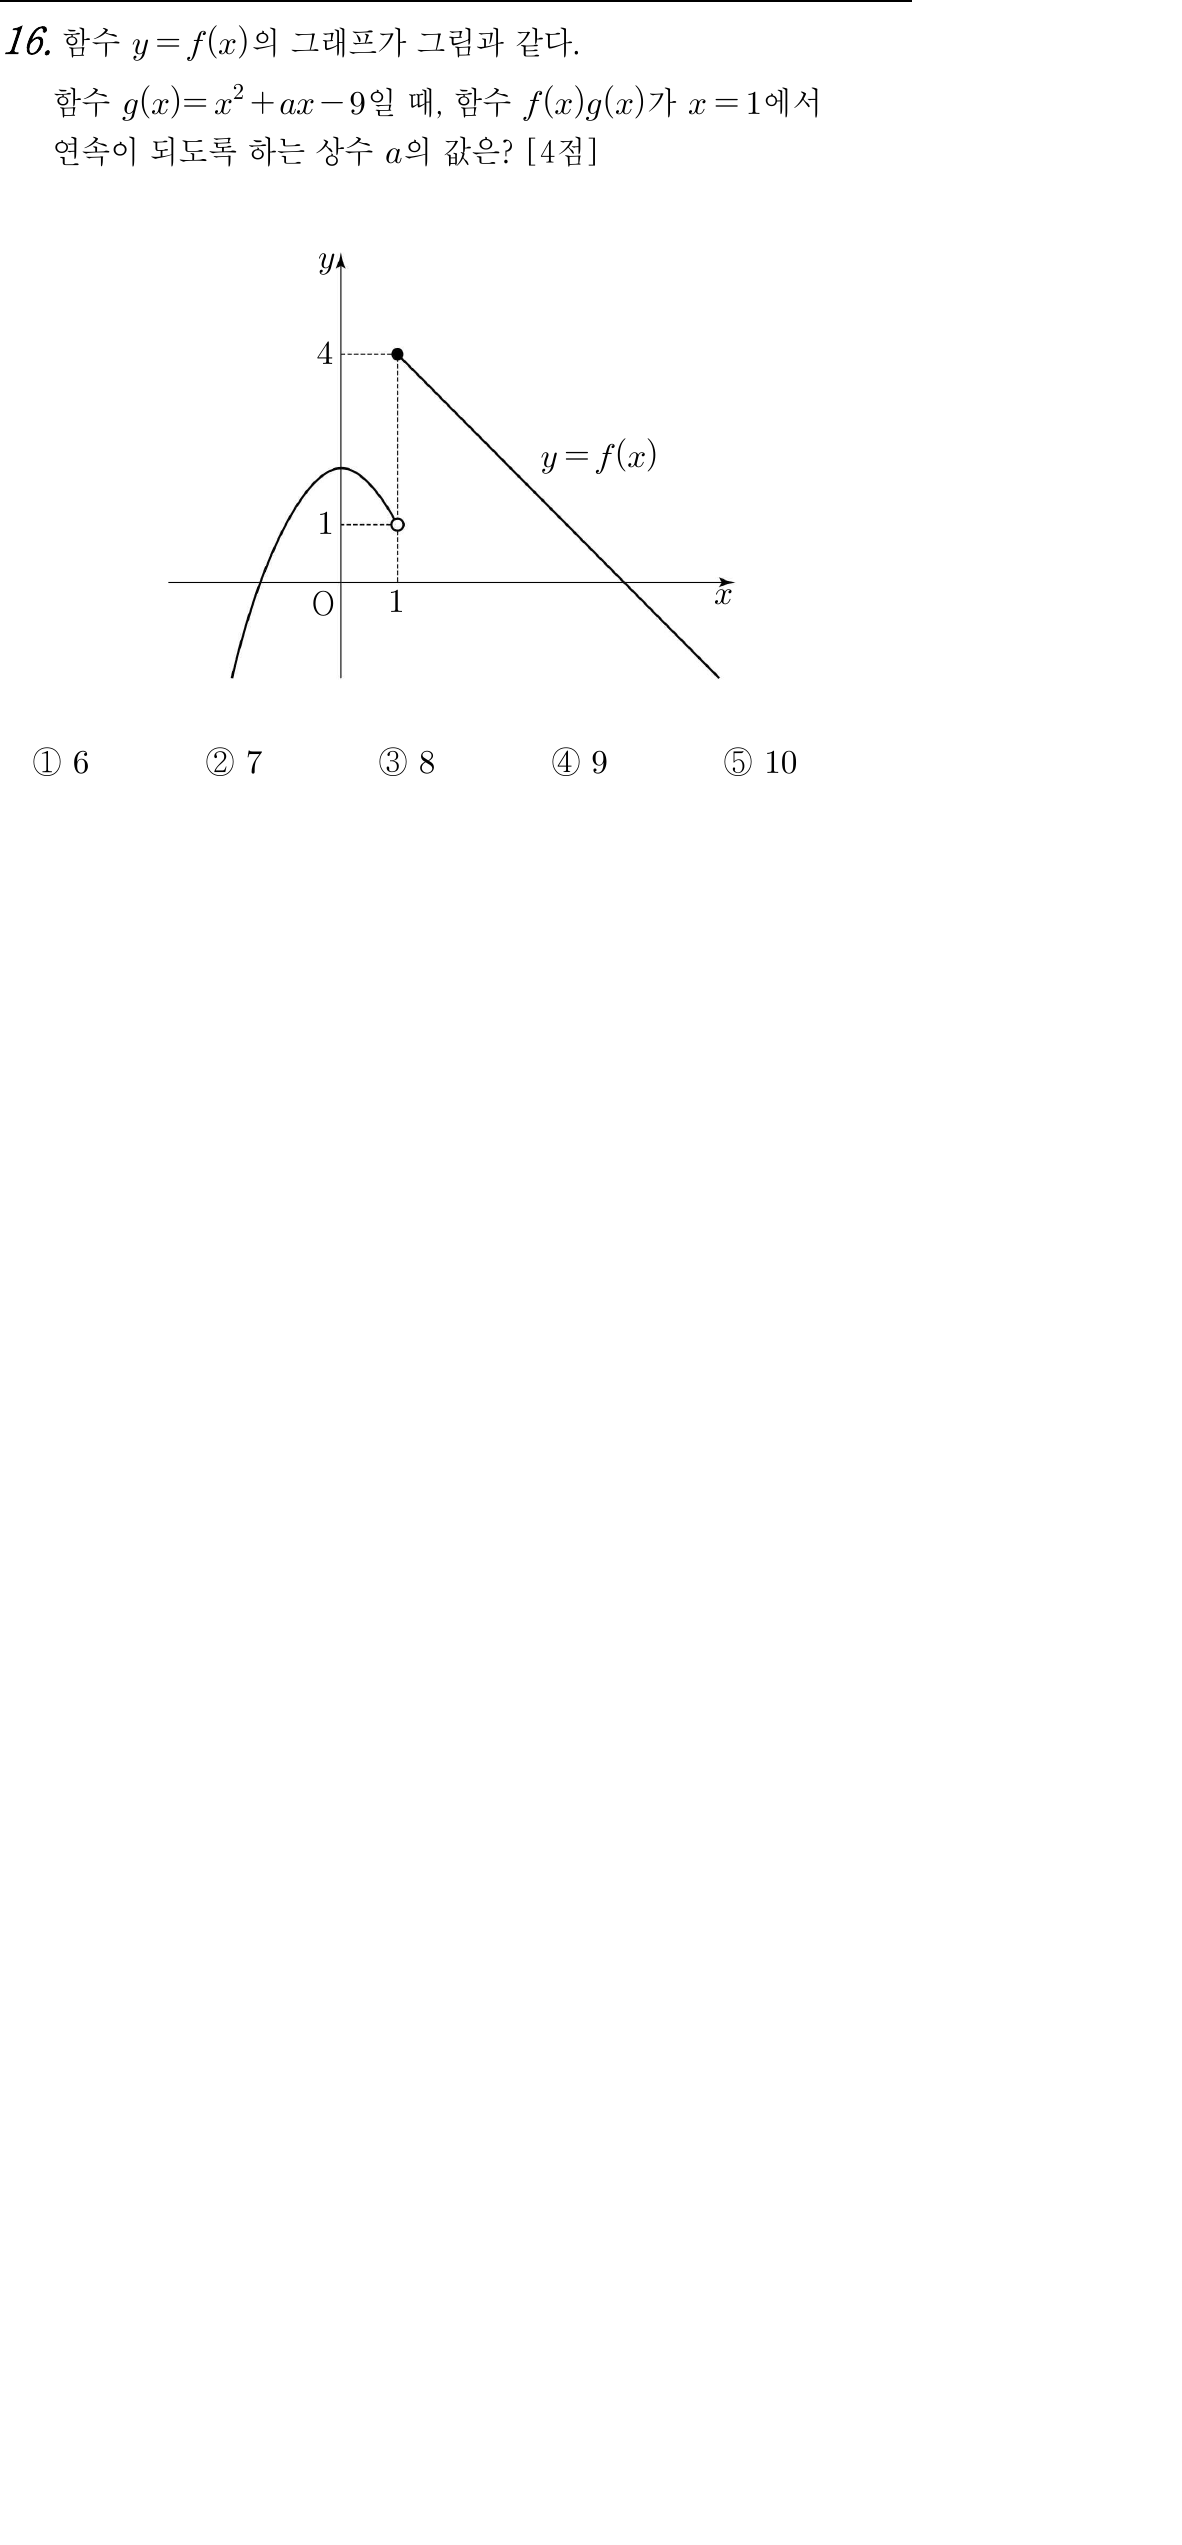 16. 함수 y=f(x)의 그래프가 그림과 같다.
함수 g(x)=x²+ax-9일 때, 함수 f(x)g(x)가 x=1에서
연속이 되도록 하는 상수 a의 값은? [4점]
y
4
y=f(x)
1
O 1 x
① 6 ② 7 ③ 8 ④ 9 ⑤ 10